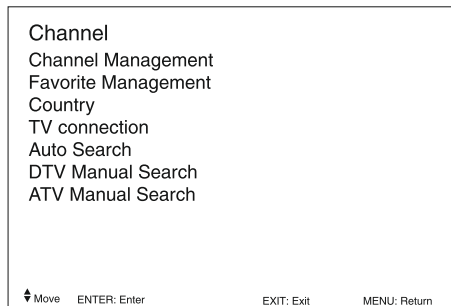 Channel
Channel Management
Favorite Management
Country
TV connection
Auto Search
DTV Manual Search
ATV Manual Search
Move ENTER: Enter EXIT: Exit MENU: Return